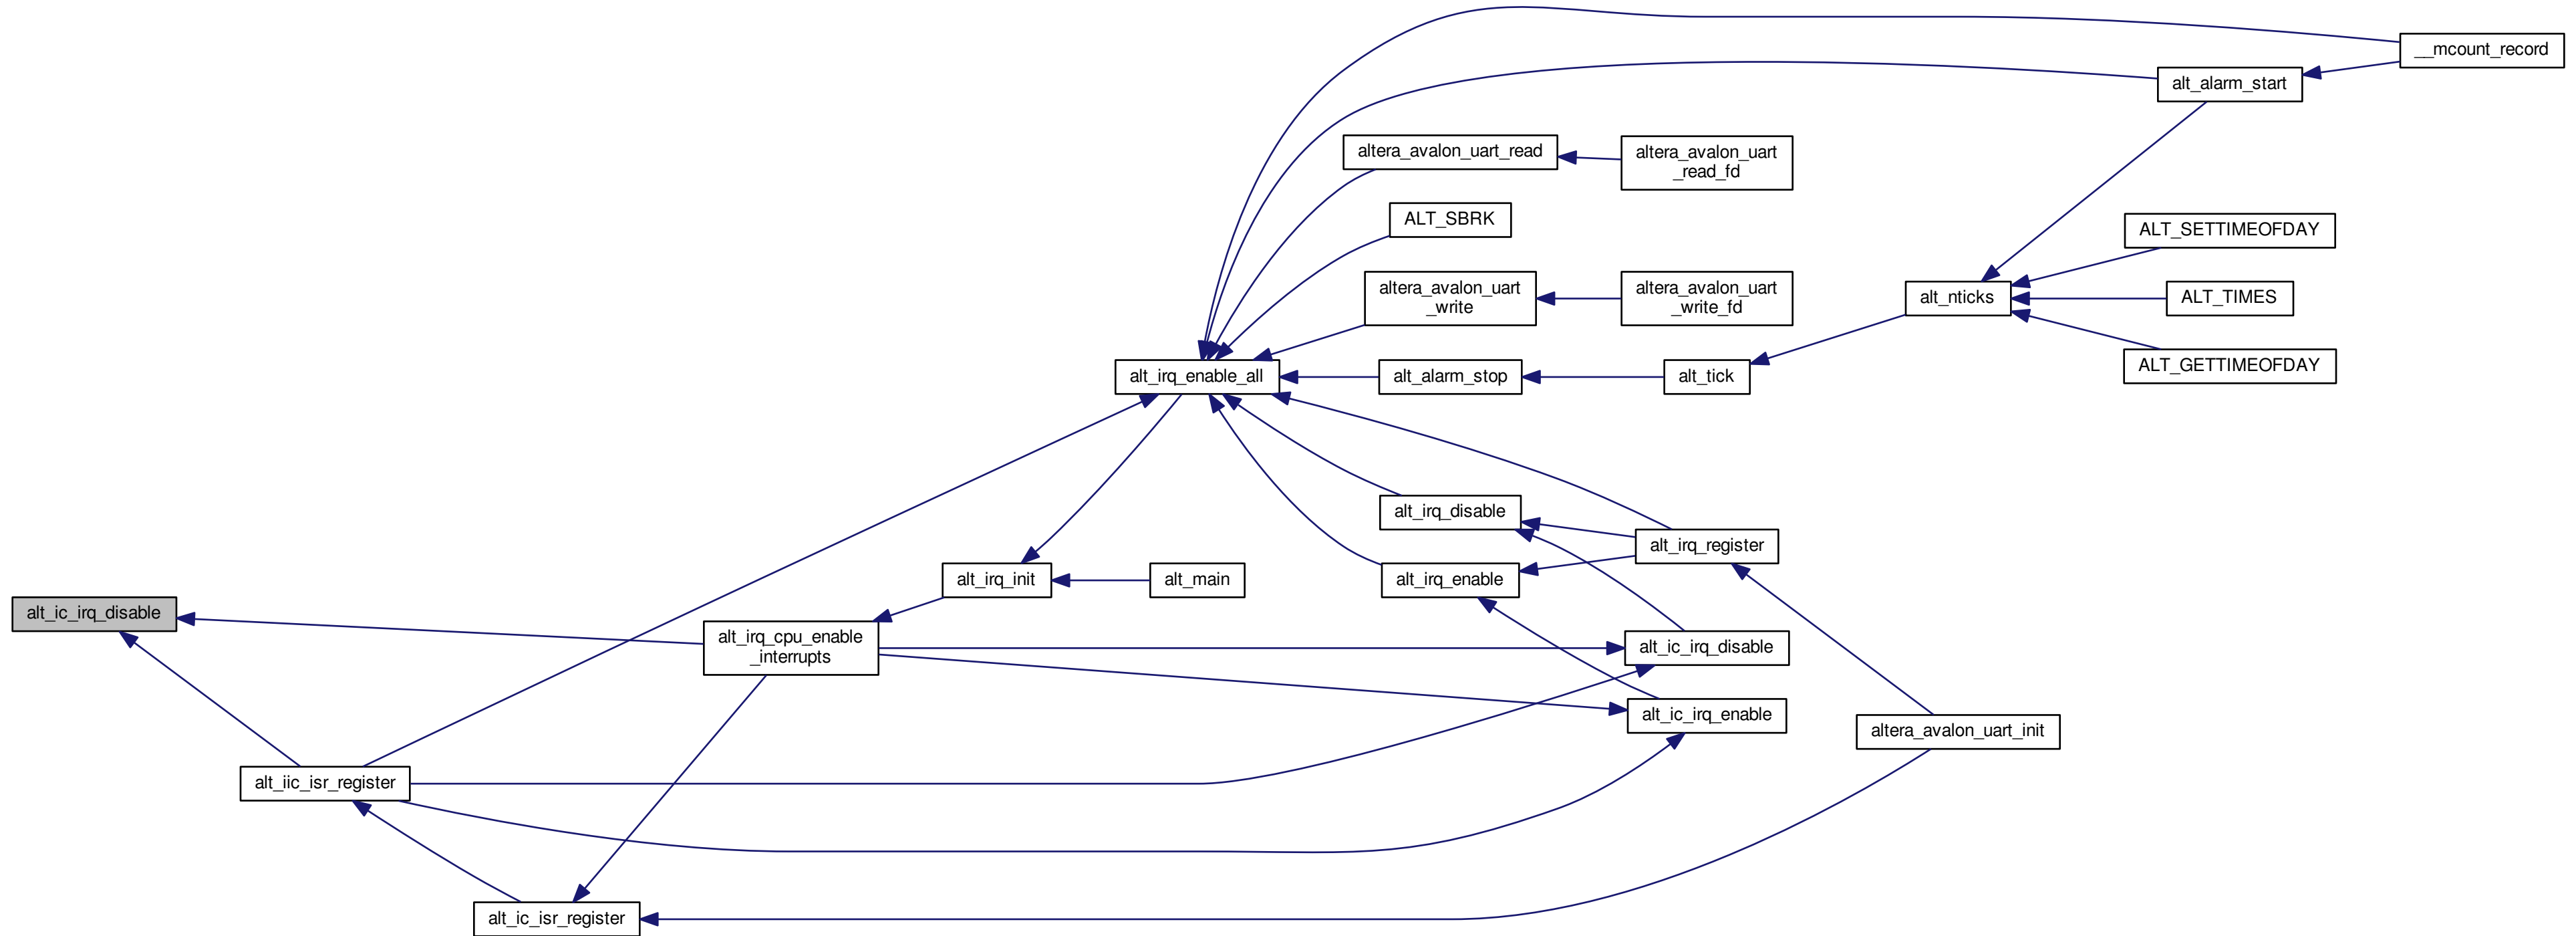 __mcount_record
alt_alarm_start
altera_avalon_uart_read
altera_avalon_uart
_read_fd
ALT_SBRK
ALT_SETTIMEOFDAY
altera_avalon_uart
_write
altera_avalon_uart
_write_fd
alt_nticks
ALT_TIMES
ALT_GETTIMEOFDAY
alt_irq_enable_all
alt_alarm_stop
alt_tick
alt_irq_disable
alt_irq_register
alt_irq_init
alt_main
alt_irq_enable
alt_ic_irq_disable
alt_irq_cpu_enable
_interrupts
alt_ic_irq_disable
alt_ic_irq_enable
altera_avalon_uart_init
alt_iic_isr_register
alt_ic_isr_register